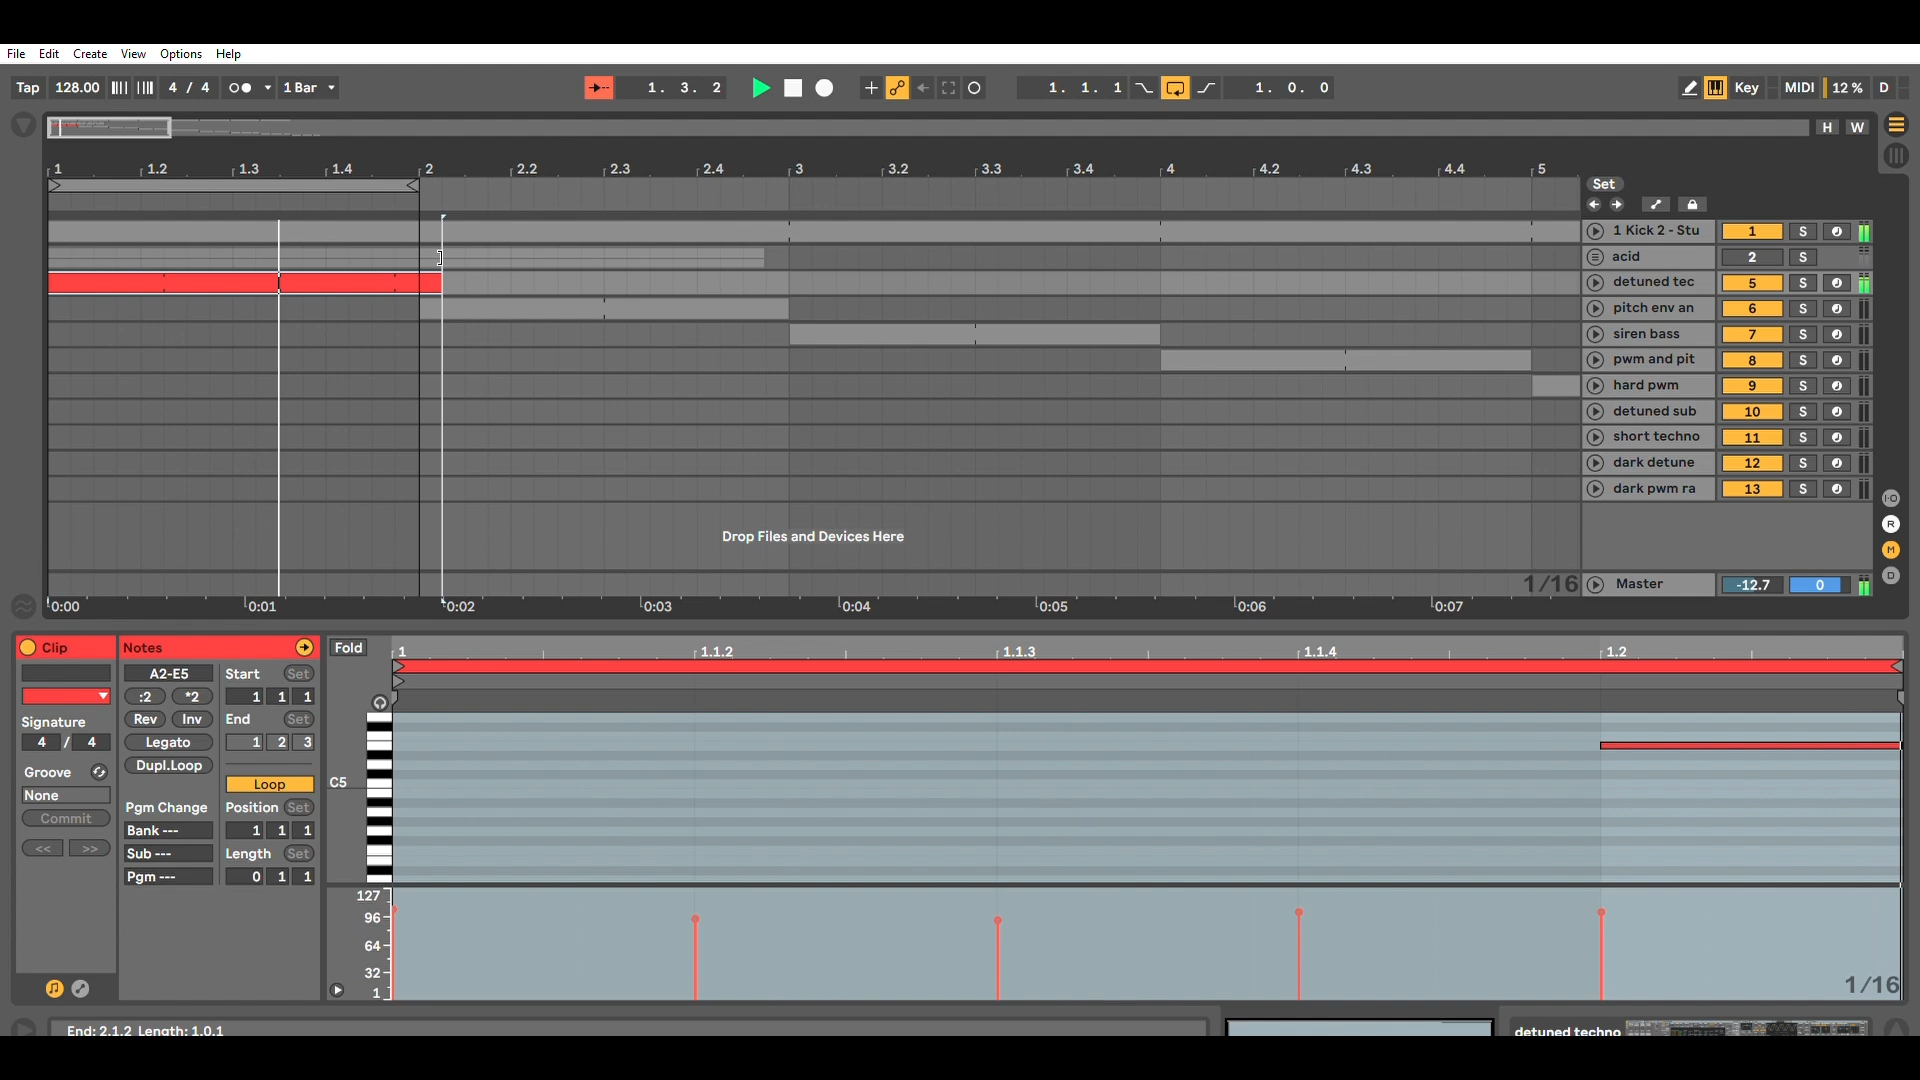 File Edit Create View Options Help
Tap 128.00 4 / 4 1 Bar 1. 3. 2 1. 1. 1 1. 0. 0 Key MIDI 12 % D
H W
1 1.2 1.3 1.4 2 2.2 2.3 2.4 3 3.2 3.3 3.4 4 4.2 4.3 4.4 5
Set
1 Kick 2 - Stu 1 S
acid 2 S
detuned tec 5 S
pitch env an 6 S
siren bass 7 S
pwm and pit 8 S
hard pwm 9 S
detuned sub 10 S
short techno 11 S
dark detune 12 S
dark pwm ra 13 S
I·O
R
M
D
Drop Files and Devices Here
1/16 Master -12.7 0
0:00 0:01 0:02 0:03 0:04 0:05 0:06 0:07
Clip Notes Fold 1 1.1.2 1.1.3 1.1.4 1.2
A2-E5 Start Set
:2 *2 1 1 1
Signature Rev Inv End Set
4 / 4 Legato 1 2 3
Groove Dupl.Loop
Loop
None Pgm Change Position Set
Commit Bank --- 1 1 1
<< >> Sub --- Length Set
Pgm --- 0 1 1
C5
127
96
64
32
1
1/16
End: 2.1.2 Length: 1.0.1 detuned techno